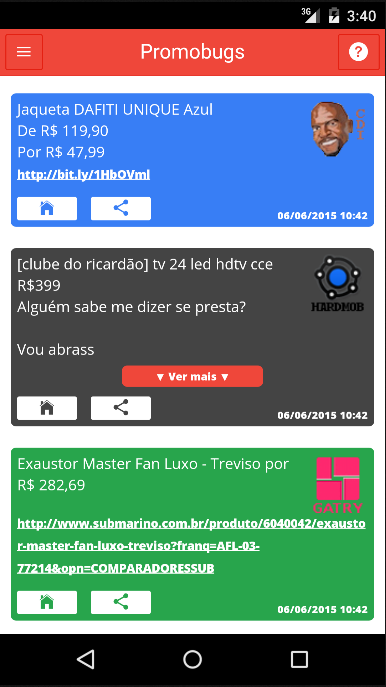 3G 3:40
Promobugs
?
Jaqueta DAFITI UNIQUE Azul
De R$ 119,90
Por R$ 47,99
http://bit.ly/1HbOVml
06/06/2015 10:42
[clube do ricardão] tv 24 led hdtv cce
R$399
Alguém sabe me dizer se presta?
Vou abrass
HARDMOB
▼ Ver mais ▼
06/06/2015 10:42
Exaustor Master Fan Luxo - Treviso por
R$ 282,69
GATRY
http://www.submarino.com.br/produto/6040042/exausto
r-master-fan-luxo-treviso?franq=AFL-03-
77214&opn=COMPARADORESSUB
06/06/2015 10:42